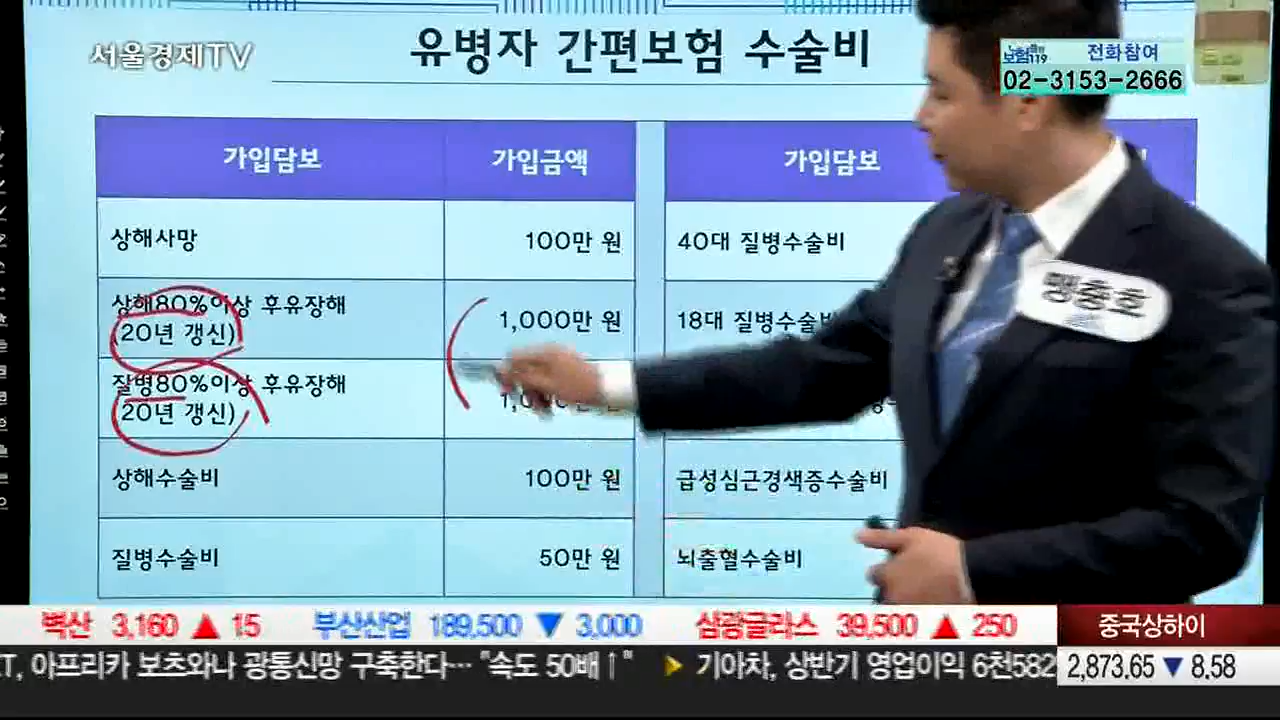 서울경제TV
유병자 간편보험 수술비
보험119
전화참여
02-3153-2666
가입담보
가입금액
가입담보
상해사망
100만 원
40대 질병수술비
상해80%이상 후유장해
(20년 갱신)
1,000만 원
18대 질병수술비
질병80%이상 후유장해
(20년 갱신)
상해수술비
100만 원
급성심근경색증수술비
질병수술비
50만 원
뇌출혈수술비
맹충호
벽산 3,160 ▲ 15 부산산업 189,500 ▼ 3,000 삼광글라스 39,500 ▲ 250
중국상하이
T, 아프리카 보츠와나 광통신망 구축한다… "속도 50배↑" ▶ 기아차, 상반기 영업이익 6천582
2,873.65 ▼ 8.58